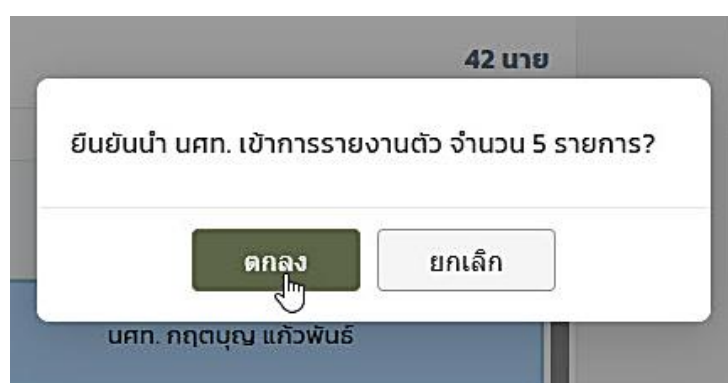 42 นาย
ยืนยันนำ นศท. เข้าการรายงานตัว จำนวน 5 รายการ?
ตกลง
ยกเลิก
นศท. กฤตบุญ แก้วพันธ์